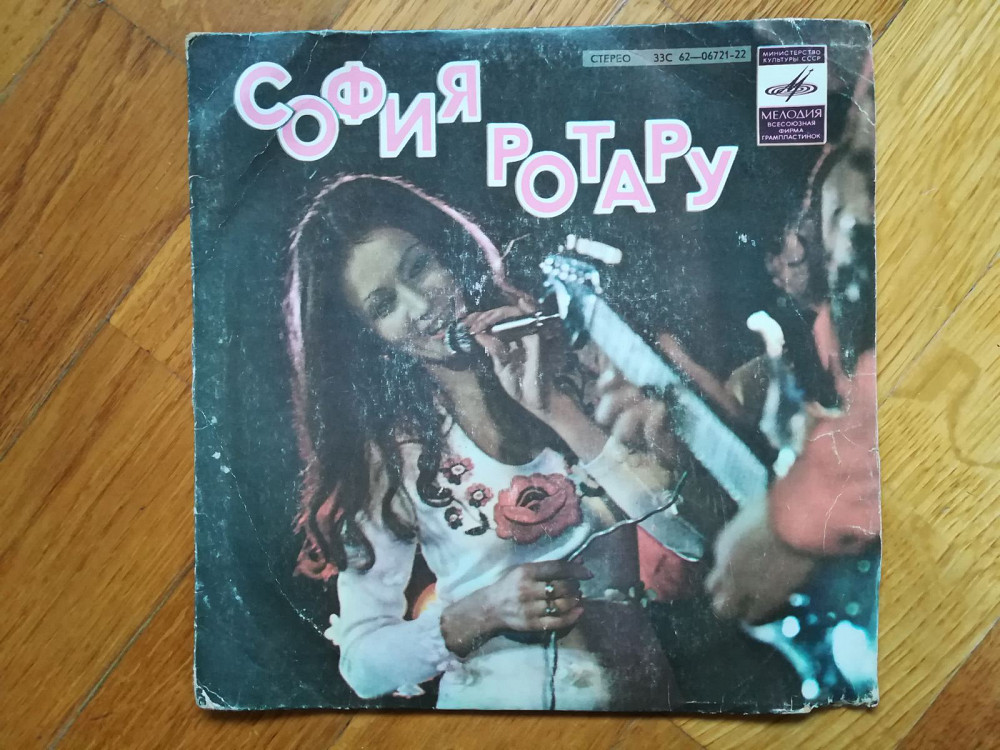 СОФИЯ
РОТАРУ
СТЕРЕО 33С 62—06721-22
МИНИСТЕРСТВО
КУЛЬТУРЫ СССР
МЕЛОДИЯ
ВСЕСОЮЗНАЯ
ФИРМА
ГРАМПЛАСТИНОК